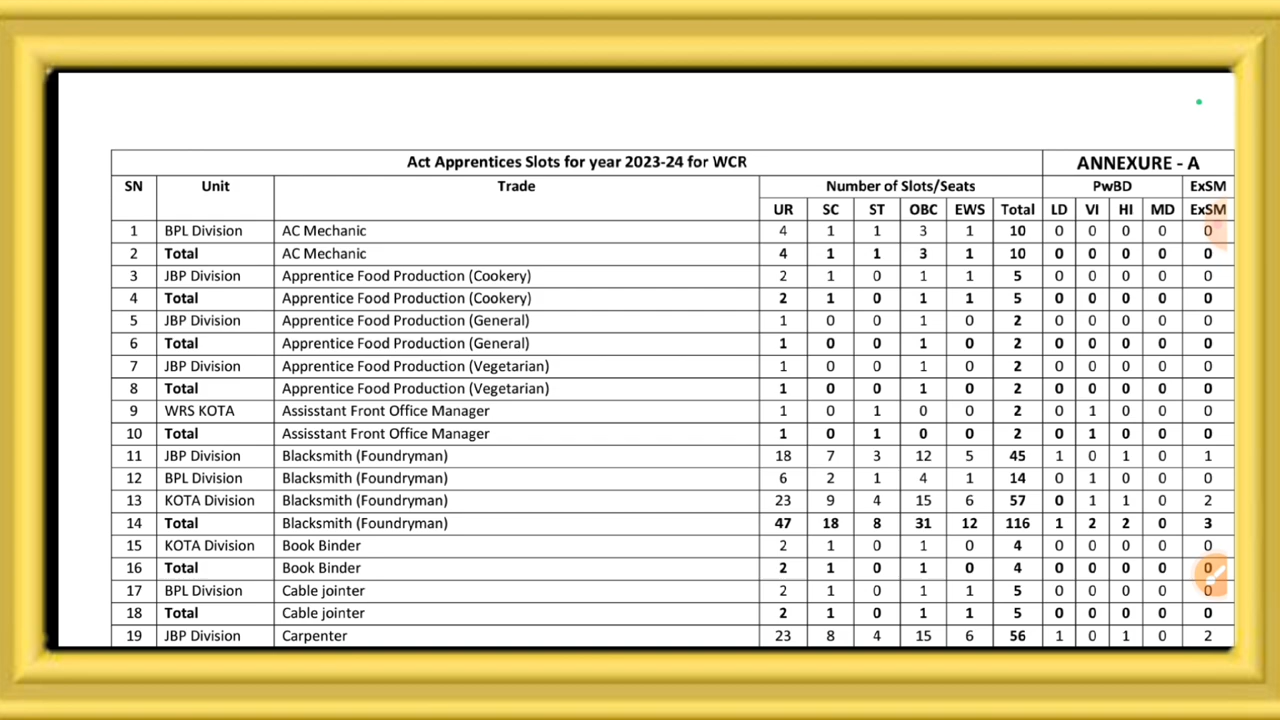 Act Apprentices Slots for year 2023-24 for WCR ANNEXURE - A
SN Unit Trade Number of Slots/Seats PwBD ExSM
UR SC ST OBC EWS Total LD VI HI MD ExSM
1 BPL Division AC Mechanic 4 1 1 3 1 10 0 0 0 0 0
2 Total AC Mechanic 4 1 1 3 1 10 0 0 0 0 0
3 JBP Division Apprentice Food Production (Cookery) 2 1 0 1 1 5 0 0 0 0 0
4 Total Apprentice Food Production (Cookery) 2 1 0 1 1 5 0 0 0 0 0
5 JBP Division Apprentice Food Production (General) 1 0 0 1 0 2 0 0 0 0 0
6 Total Apprentice Food Production (General) 1 0 0 1 0 2 0 0 0 0 0
7 JBP Division Apprentice Food Production (Vegetarian) 1 0 0 1 0 2 0 0 0 0 0
8 Total Apprentice Food Production (Vegetarian) 1 0 0 1 0 2 0 0 0 0 0
9 WRS KOTA Assisstant Front Office Manager 1 0 1 0 0 2 0 1 0 0 0
10 Total Assisstant Front Office Manager 1 0 1 0 0 2 0 1 0 0 0
11 JBP Division Blacksmith (Foundryman) 18 7 3 12 5 45 1 0 1 0 1
12 BPL Division Blacksmith (Foundryman) 6 2 1 4 1 14 0 1 0 0 0
13 KOTA Division Blacksmith (Foundryman) 23 9 4 15 6 57 0 1 1 0 2
14 Total Blacksmith (Foundryman) 47 18 8 31 12 116 1 2 2 0 3
15 KOTA Division Book Binder 2 1 0 1 0 4 0 0 0 0 0
16 Total Book Binder 2 1 0 1 0 4 0 0 0 0 0
17 BPL Division Cable jointer 2 1 0 1 1 5 0 0 0 0 0
18 Total Cable jointer 2 1 0 1 1 5 0 0 0 0 0
19 JBP Division Carpenter 23 8 4 15 6 56 1 0 1 0 2